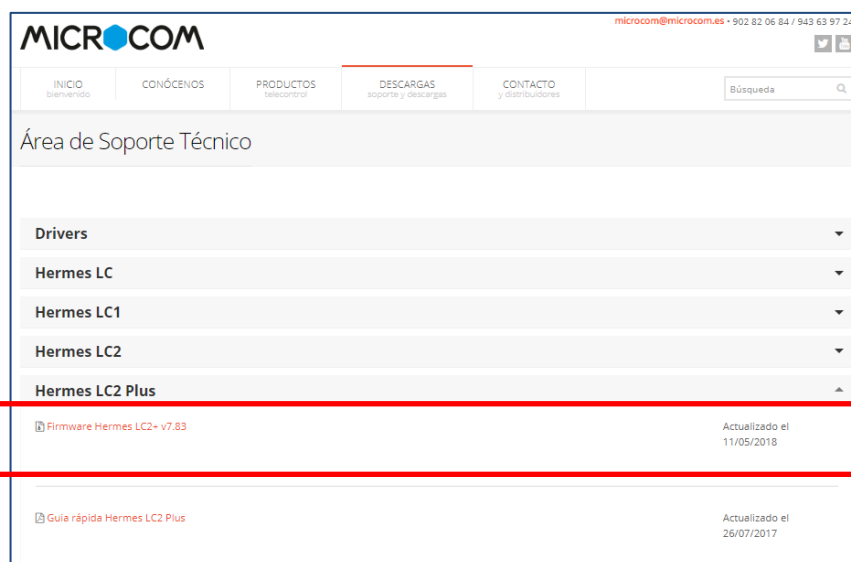 MICROCOM
microcom@microcom.es • 902 82 06 84 / 943 63 97 24
INICIO
bienvenido
CONÓCENOS
PRODUCTOS
telecontrol
DESCARGAS
soporte y descargas
CONTACTO
y distribuidores
Búsqueda
Área de Soporte Técnico
Drivers
Hermes LC
Hermes LC1
Hermes LC2
Hermes LC2 Plus
Firmware Hermes LC2+ v7.83
Actualizado el
11/05/2018
Guía rápida Hermes LC2 Plus
Actualizado el
26/07/2017